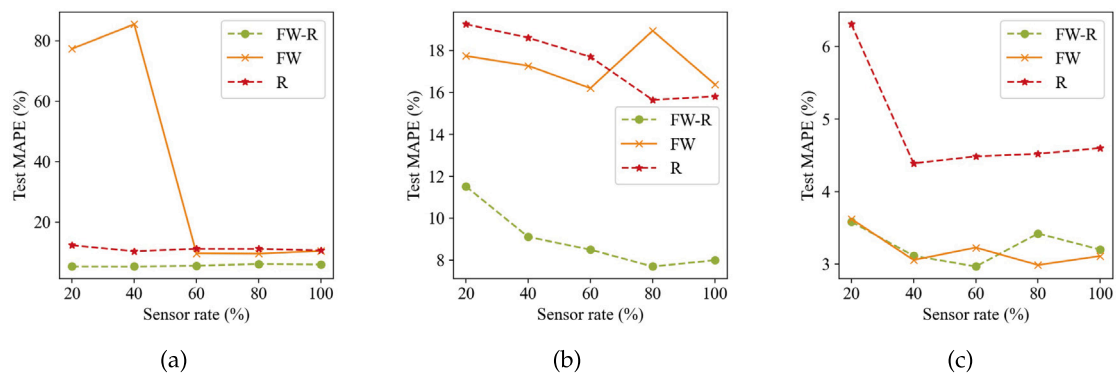 Test MAPE (%)
80
60
40
20
20 40 60 80 100
Sensor rate (%)
FW-R
FW
R
(a)
Test MAPE (%)
18
16
14
12
10
8
20 40 60 80 100
Sensor rate (%)
FW-R
FW
R
(b)
Test MAPE (%)
6
5
4
3
20 40 60 80 100
Sensor rate (%)
FW-R
FW
R
(c)